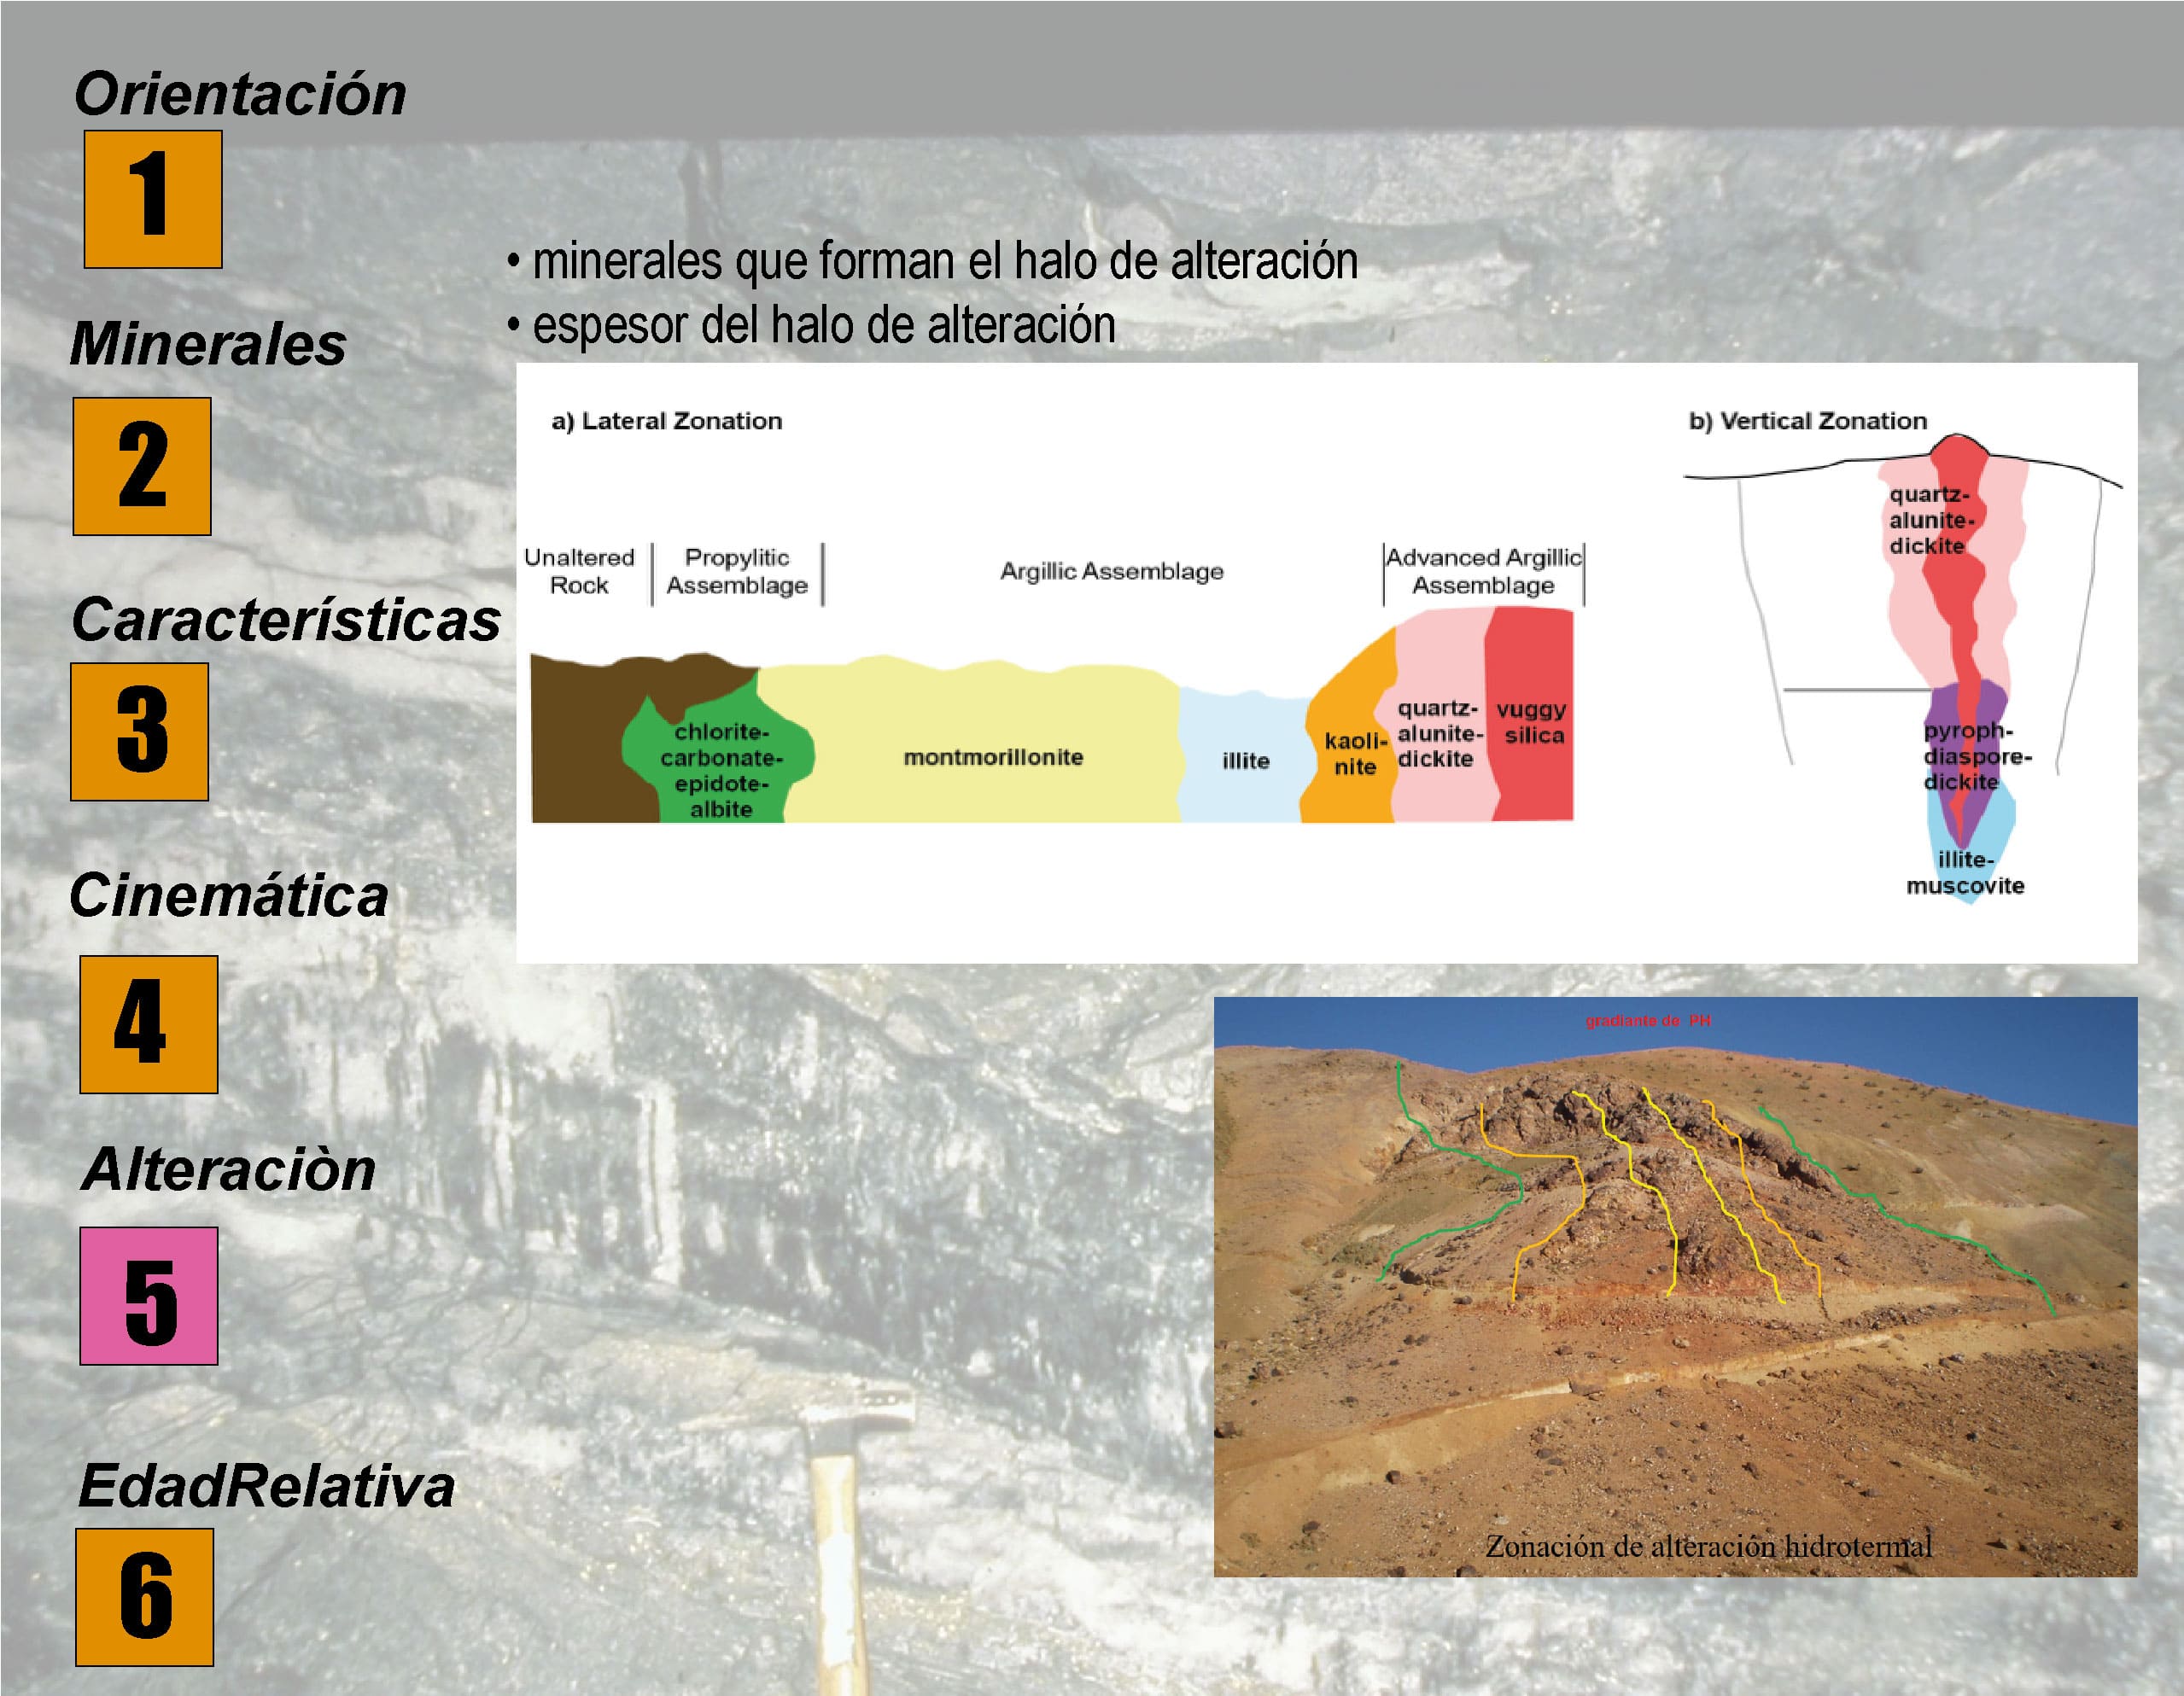 Orientación
1
Minerales
2
Características
3
Cinemática
4
Alteraciòn
5
EdadRelativa
6
• minerales que forman el halo de alteración
• espesor del halo de alteración
a) Lateral Zonation
Unaltered
Rock
Propylitic
Assemblage
Argillic Assemblage
Advanced Argillic
Assemblage
chlorite-
carbonate-
epidote-
albite
montmorillonite
illite
kaoli-
nite
quartz-
alunite-
dickite
vuggy
silica
b) Vertical Zonation
quartz-
alunite-
dickite
pyroph-
diaspore-
dickite
illite-
muscovite
gradiante de PH
Zonación de alteración hidrotermal